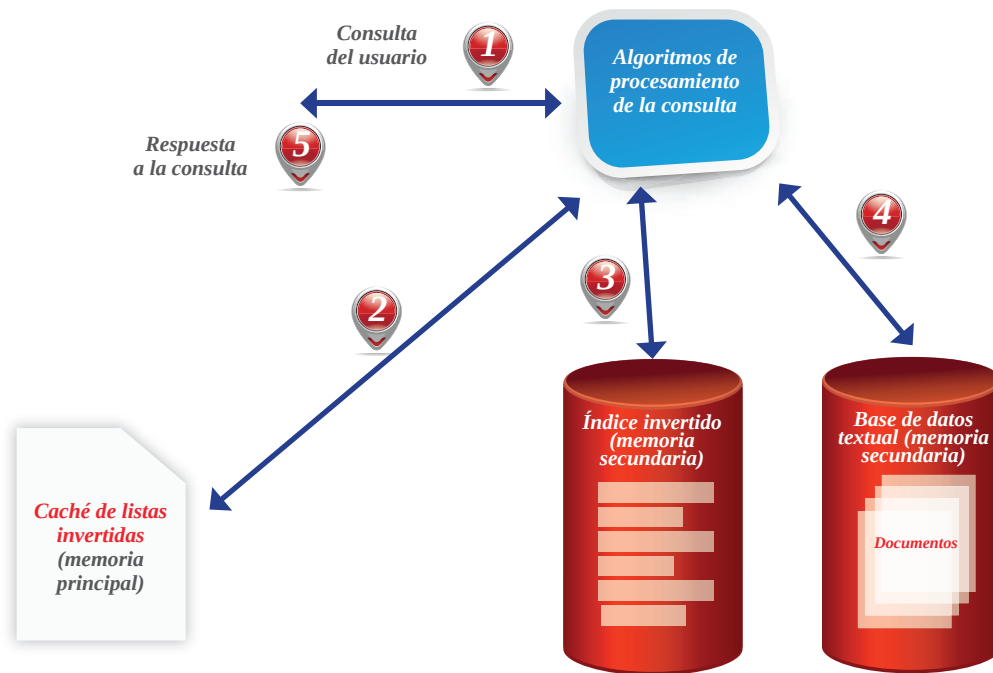 Consulta
del usuario
1
Algoritmos de
procesamiento
de la consulta
Respuesta
a la consulta
5
4
3
2
Caché de listas
invertidas
(memoria
principal)
Índice invertido
(memoria
secundaria)
Base de datos
textual (memoria
secundaria)
Documentos